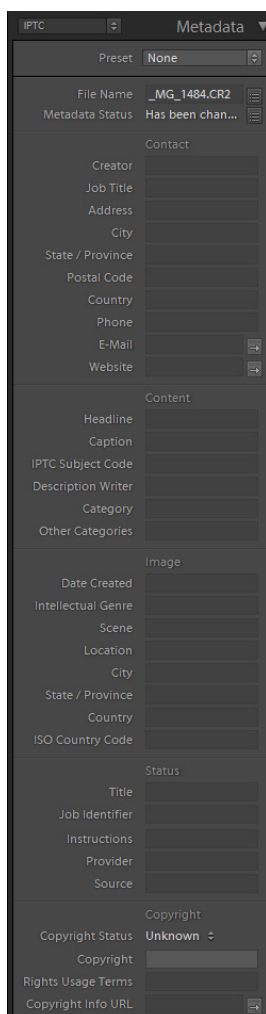 IPTC Metadata
Preset None
File Name _MG_1484.CR2
Metadata Status Has been chan...
Contact
Creator
Job Title
Address
City
State / Province
Postal Code
Country
Phone
E-Mail
Website
Content
Headline
Caption
IPTC Subject Code
Description Writer
Category
Other Categories
Image
Date Created
Intellectual Genre
Scene
Location
City
State / Province
Country
ISO Country Code
Status
Title
Job Identifier
Instructions
Provider
Source
Copyright
Copyright Status Unknown
Copyright
Rights Usage Terms
Copyright Info URL